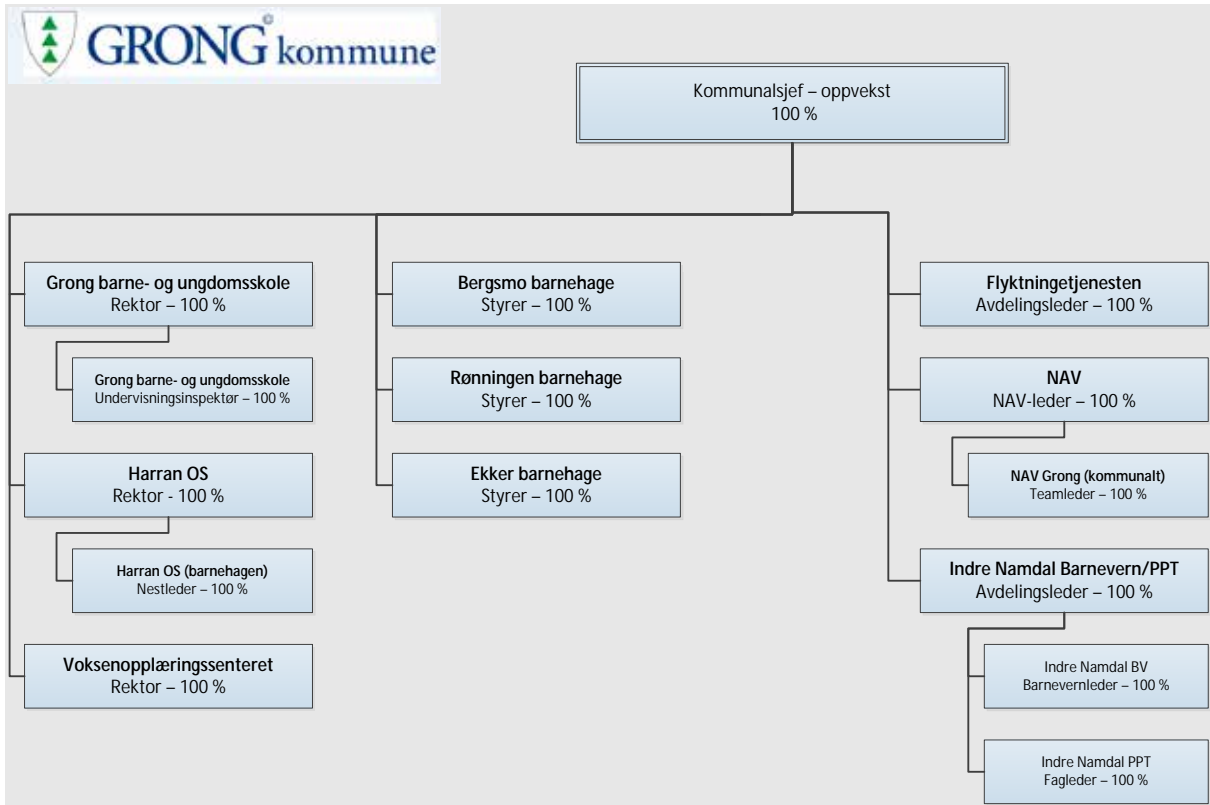 GRONG© kommune
Kommunalsjef – oppvekst
100 %
Grong barne- og ungdomsskole
Rektor – 100 %
Grong barne- og ungdomsskole
Undervisningsinspektør – 100 %
Harran OS
Rektor - 100 %
Harran OS (barnehagen)
Nestleder – 100 %
Voksenopplæringssenteret
Rektor – 100 %
Bergsmo barnehage
Styrer – 100 %
Rønningen barnehage
Styrer – 100 %
Ekker barnehage
Styrer – 100 %
Flyktningetjenesten
Avdelingsleder – 100 %
NAV
NAV-leder – 100 %
NAV Grong (kommunalt)
Teamleder – 100 %
Indre Namdal Barnevern/PPT
Avdelingsleder – 100 %
Indre Namdal BV
Barnevernleder – 100 %
Indre Namdal PPT
Fagleder – 100 %